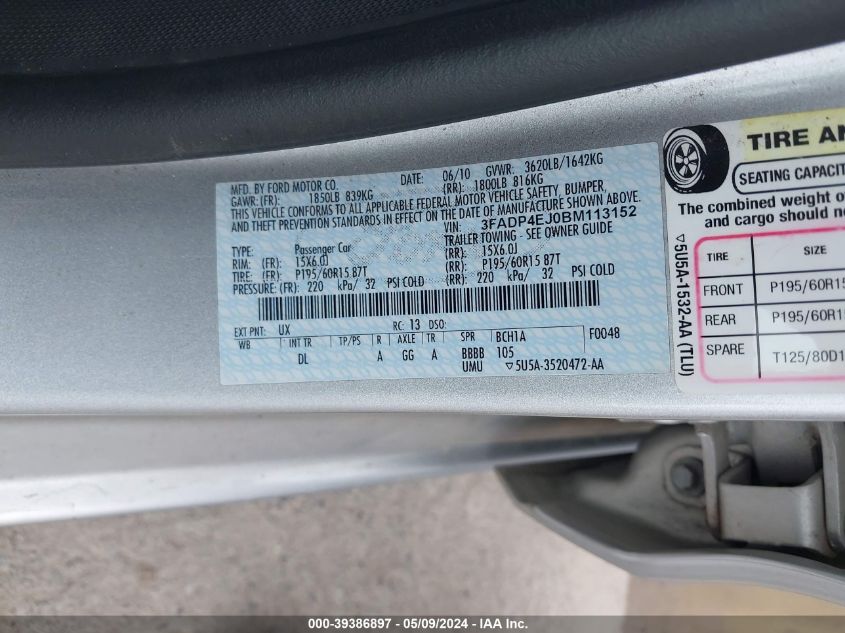 MFD. BY FORD MOTOR CO.
DATE: 06/10 GVWR: 3620LB/1642KG
GAWR: (FR): 1850LB 839KG (RR): 1800LB 816KG
THIS VEHICLE CONFORMS TO ALL APPLICABLE FEDERAL MOTOR VEHICLE SAFETY, BUMPER,
AND THEFT PREVENTION STANDARDS IN EFFECT ON THE DATE OF MANUFACTURE SHOWN ABOVE.
VIN: 3FADP4EJ0BM113152
TYPE: Passenger Car TRAILER TOWING - SEE OWNER GUIDE
RIM: (FR): 15X6.0J (RR): 15X6.0J
TIRE: (FR): P195/60R15 87T (RR): P195/60R15 87T
PRESSURE: (FR): 220 kPa/ 32 PSI COLD (RR): 220 kPa/ 32 PSI COLD
EXT PNT: UX RC: 13 DSO:
WB INT TR TP/PS R AXLE TR SPR BCH1A F0048
DL A GG A BBBB 105
UMU ▽5U5A-3520472-AA
TIRE AN
SEATING CAPACIT
The combined weight o
and cargo should ne
▽5U5A-1532-AA (TLU)
TIRE SIZE
FRONT P195/60R15
REAR P195/60R15
SPARE T125/80D1
000-39386897 - 05/09/2024 - IAA Inc.